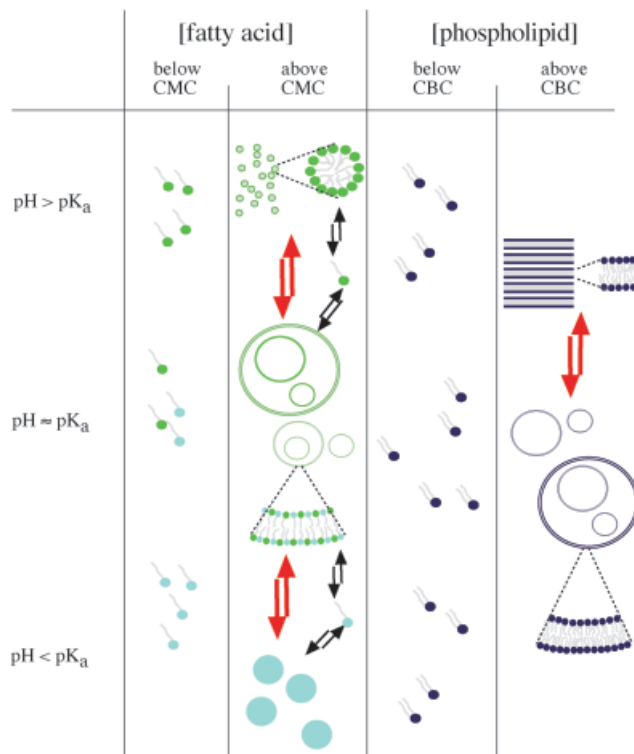 [fatty acid] [phospholipid]
below above below above
CMC CMC CBC CBC
pH > pKa
pH ≈ pKa
pH < pKa